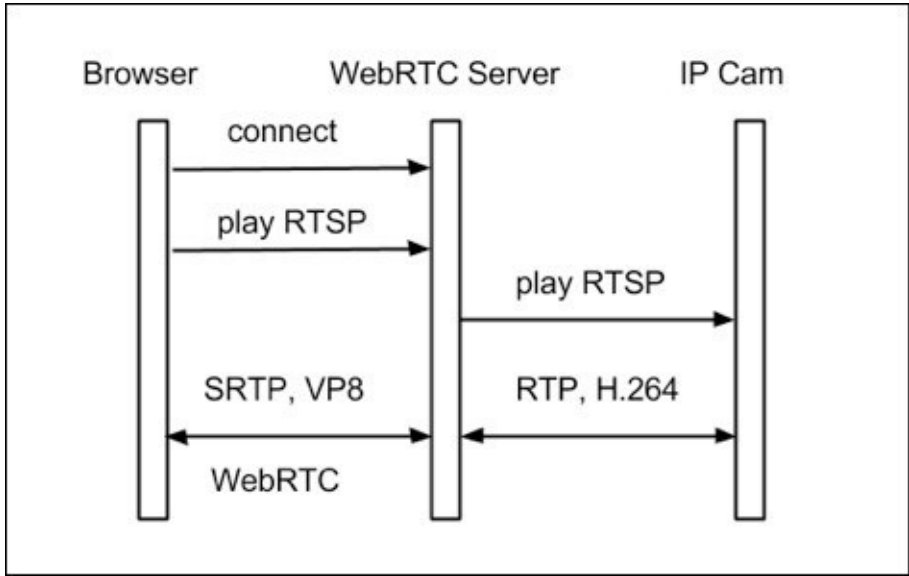 Browser
WebRTC Server
IP Cam
connect
play RTSP
play RTSP
SRTP, VP8
RTP, H.264
WebRTC